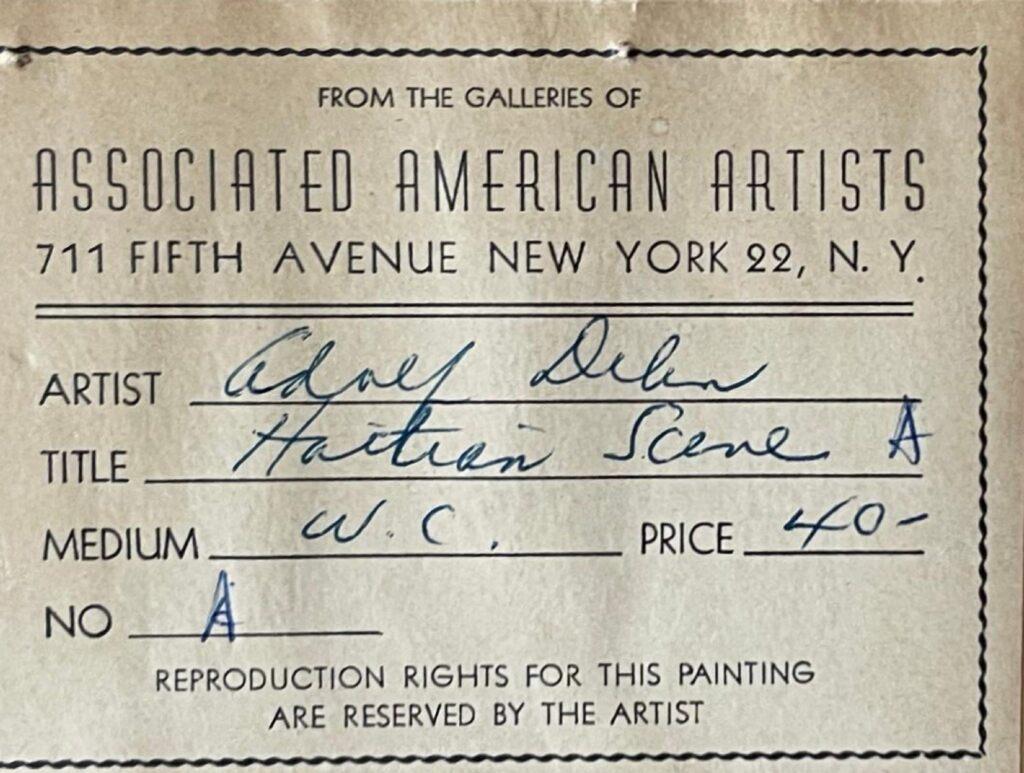 FROM THE GALLERIES OF
ASSOCIATED AMERICAN ARTISTS
711 FIFTH AVENUE NEW YORK 22, N. Y.
ARTIST Adolf Dehn
TITLE Haitian Scene A
MEDIUM W. C. PRICE 40-
NO A
REPRODUCTION RIGHTS FOR THIS PAINTING
ARE RESERVED BY THE ARTIST